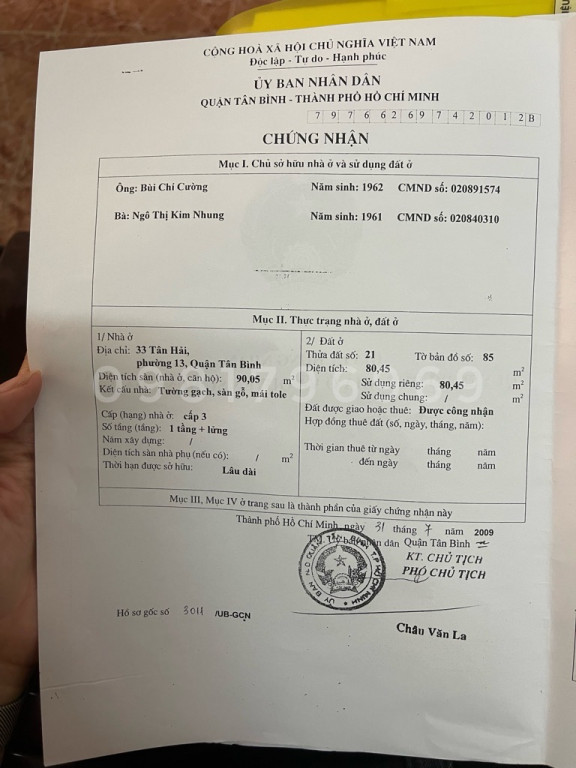 CỘNG HOÀ XÃ HỘI CHỦ NGHĨA VIỆT NAM
Độc lập - Tự do - Hạnh phúc
ỦY BAN NHÂN DÂN
QUẬN TÂN BÌNH - THÀNH PHỐ HỒ CHÍ MINH
7 9 7 6 6 2 6 9 7 4 2 0 1 2 B
CHỨNG NHẬN
Mục I. Chủ sở hữu nhà ở và sử dụng đất ở
Ông: Bùi Chí Cường Năm sinh: 1962 CMND số: 020891574
Bà: Ngô Thị Kim Nhung Năm sinh: 1961 CMND số: 020840310
Mục II. Thực trạng nhà ở, đất ở
1/ Nhà ở
Địa chỉ: 33 Tân Hải,
phường 13, Quận Tân Bình
Diện tích sàn (nhà ở, căn hộ): 90,05 m2
Kết cấu nhà: Tường gạch, sàn gỗ, mái tole
Cấp (hạng) nhà ở: cấp 3
Số tầng (tầng): 1 tầng + lửng
Năm xây dựng: /
Diện tích sàn nhà phụ (nếu có): / m2
Thời hạn được sở hữu: Lâu dài
2/ Đất ở
Thửa đất số: 21 Tờ bản đồ số: 85
Diện tích: 80,45 m2
Sử dụng riêng: 80,45 m2
Sử dụng chung: / m2
Đất được giao hoặc thuê: Được công nhận
Hợp đồng thuê đất (số, ngày, tháng, năm):
Thời gian thuê từ ngày tháng năm
đến ngày tháng năm
Mục III, Mục IV ở trang sau là thành phần của giấy chứng nhận này
Thành phố Hồ Chí Minh, ngày 31 tháng 7 năm 2009
dân Quận Tân Bình
KT. CHỦ TỊCH
PHÓ CHỦ TỊCH
Hồ sơ gốc số 3011 /UB-GCN
Châu Văn La